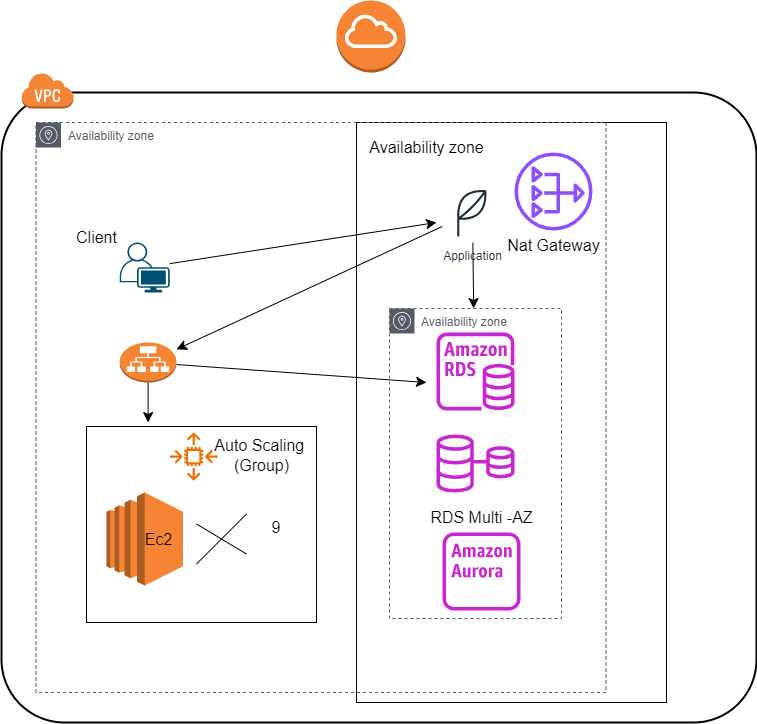 VPC
Availability zone
Availability zone
Client
Application
Nat Gateway
Availability zone
Amazon
RDS
Auto Scaling
(Group)
Ec2
9
RDS Multi -AZ
Amazon
Aurora